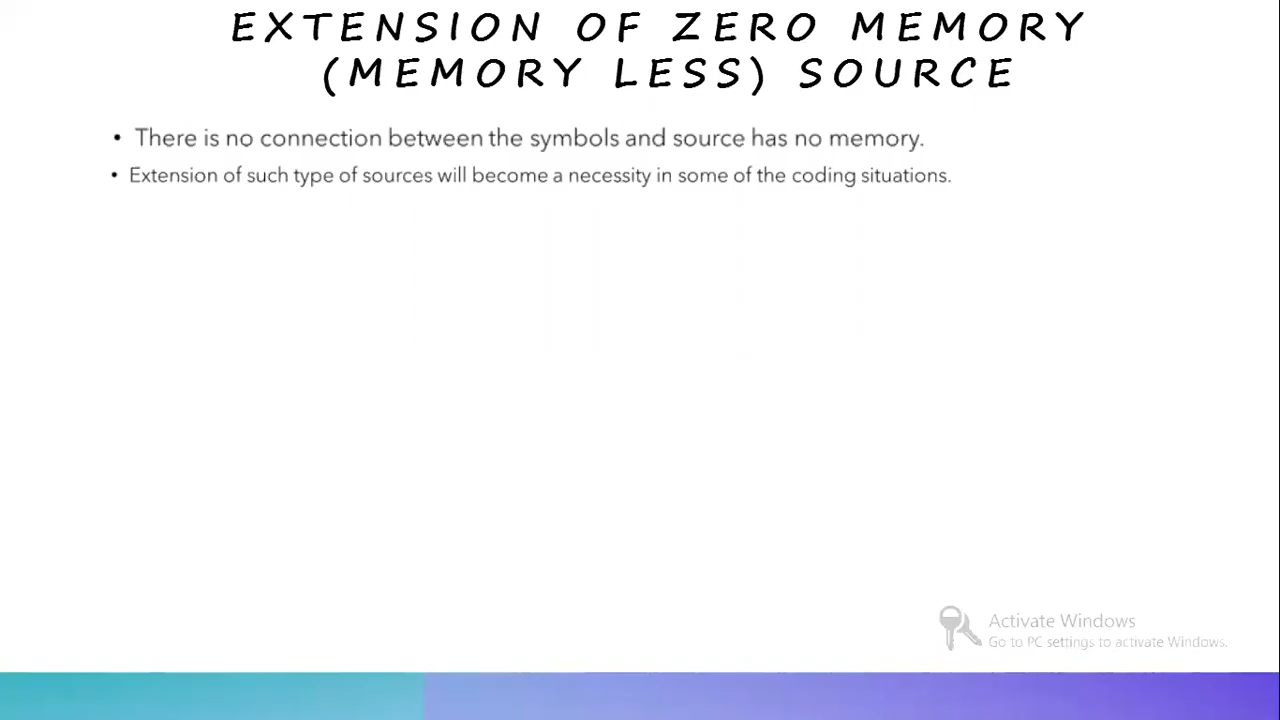 EXTENSION OF ZERO MEMORY
(MEMORY LESS) SOURCE
• There is no connection between the symbols and source has no memory.
• Extension of such type of sources will become a necessity in some of the coding situations.
Activate Windows
Go to PC settings to activate Windows.